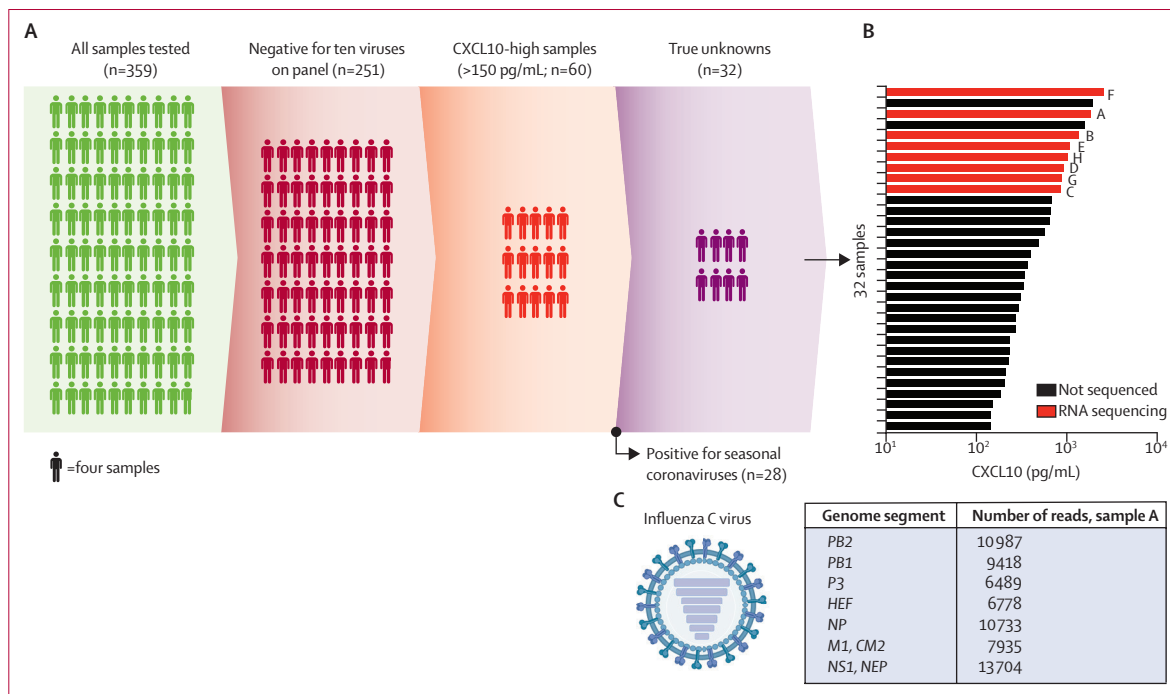 A
All samples tested
(n=359)
Negative for ten viruses
on panel (n=251)
CXCL10-high samples
(>150 pg/mL; n=60)
True unknowns
(n=32)
=four samples
Positive for seasonal
coronaviruses (n=28)
B
32 samples
F
A
B
E
H
D
G
C
Not sequenced
RNA sequencing
10¹ 10² 10³ 10⁴
CXCL10 (pg/mL)
C
Influenza C virus
Genome segment Number of reads, sample A
PB2 10 987
PB1 9418
P3 6489
HEF 6778
NP 10733
M1, CM2 7935
NS1, NEP 13704